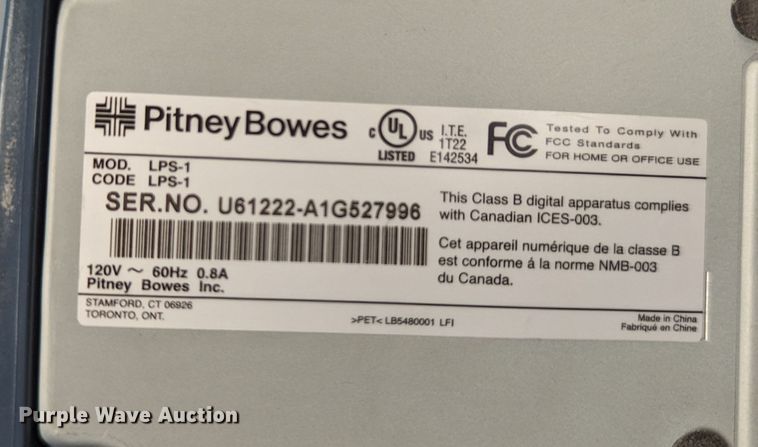 PitneyBowes
C UL US
LISTED
I.T.E.
1T22
E142534
FC
Tested To Comply With
FCC Standards
FOR HOME OR OFFICE USE
MOD. LPS-1
CODE LPS-1
SER.NO. U61222-A1G527996
120V ~ 60Hz 0.8A
Pitney Bowes Inc.
This Class B digital apparatus complies
with Canadian ICES-003.
Cet appareil numérique de la classe B
est conforme á la norme NMB-003
du Canada.
STAMFORD, CT 06926
TORONTO, ONT.
>PET< LB5480001 LFI
Made in China
Fabriqué en Chine
Purple Wave Auction